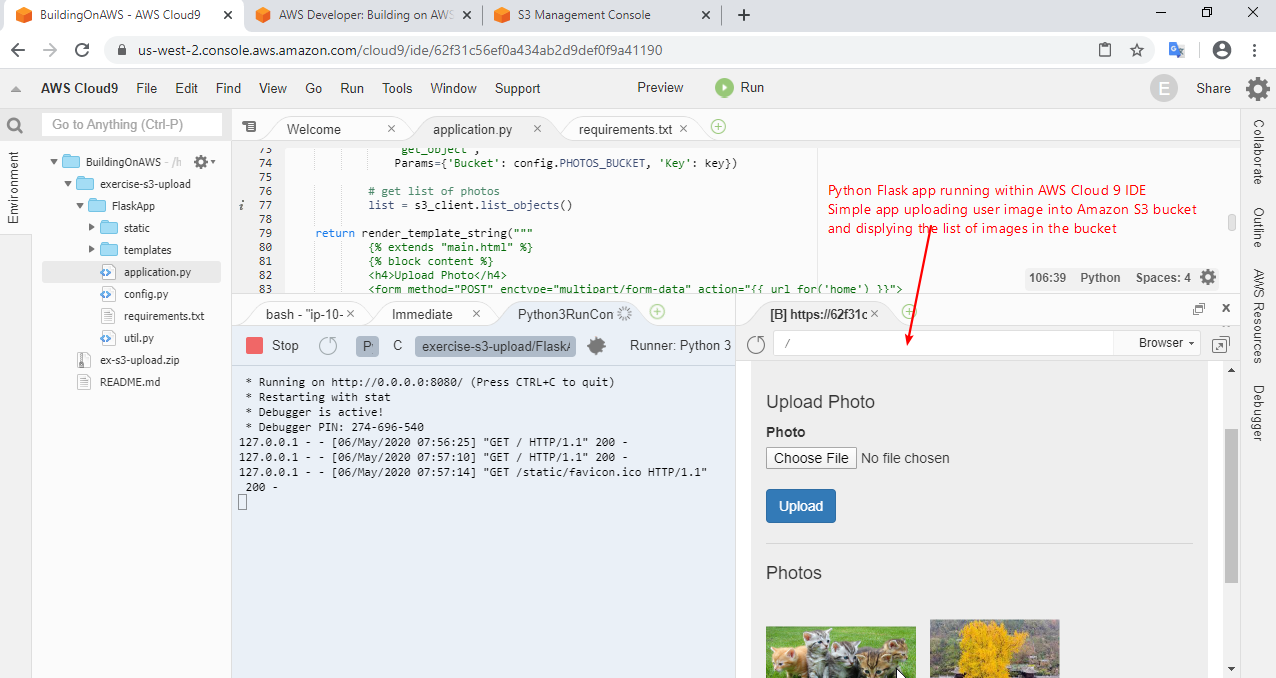 BuildingOnAWS - AWS Cloud9
AWS Developer: Building on AWS
S3 Management Console
us-west-2.console.aws.amazon.com/cloud9/ide/62f31c56ef0a434ab2d9def0f9a41190
AWS Cloud9 File Edit Find View Go Run Tools Window Support Preview Run E Share
Go to Anything (Ctrl-P)
Welcome
application.py
requirements.txt
Environment
BuildingOnAWS - /h
exercise-s3-upload
FlaskApp
static
templates
application.py
config.py
requirements.txt
util.py
ex-s3-upload.zip
README.md
73 get_object',
74 Params={'Bucket': config.PHOTOS_BUCKET, 'Key': key})
75
76 # get list of photos
77 list = s3_client.list_objects()
78
79 return render_template_string("""
80 {% extends "main.html" %}
81 {% block content %}
82 <h4>Upload Photo</h4>
83 <form method="POST" enctype="multipart/form-data" action="{{ url_for('home') }}">
Python Flask app running within AWS Cloud 9 IDE
Simple app uploading user image into Amazon S3 bucket
and displying the list of images in the bucket
106:39 Python Spaces: 4
Collaborate
Outline
AWS Resources
Debugger
bash - "ip-10-
Immediate
Python3RunCon
Stop P C exercise-s3-upload/FlaskA Runner: Python 3
* Running on http://0.0.0.0:8080/ (Press CTRL+C to quit)
* Restarting with stat
* Debugger is active!
* Debugger PIN: 274-696-540
127.0.0.1 - - [06/May/2020 07:56:25] "GET / HTTP/1.1" 200 -
127.0.0.1 - - [06/May/2020 07:57:10] "GET / HTTP/1.1" 200 -
127.0.0.1 - - [06/May/2020 07:57:14] "GET /static/favicon.ico HTTP/1.1"
200 -
[B] https://62f31c
/
Browser
Upload Photo
Photo
Choose File No file chosen
Upload
Photos